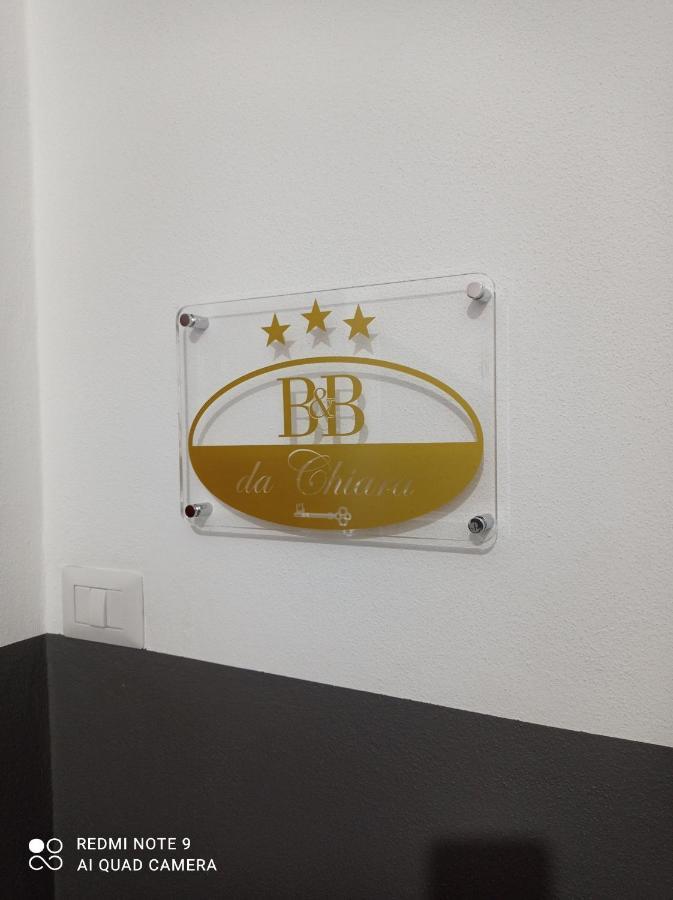 B&B
da Chiara
REDMI NOTE 9
AI QUAD CAMERA